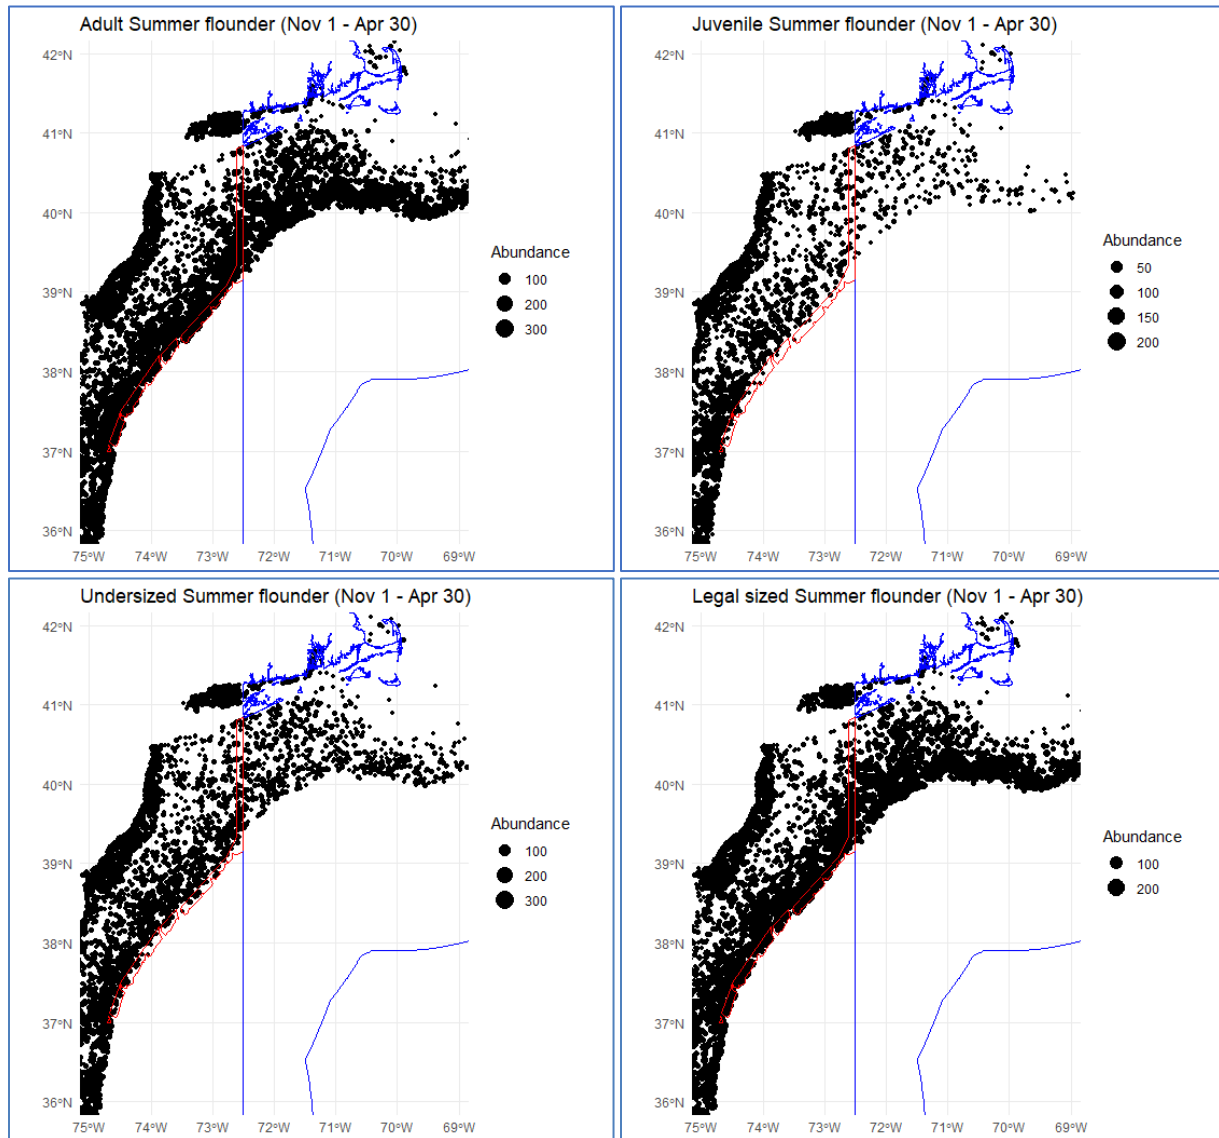 Adult Summer flounder (Nov 1 - Apr 30)
42°N
41°N
40°N
39°N
38°N
37°N
36°N
75°W 74°W 73°W 72°W 71°W 70°W 69°W
Abundance
100
200
300
Juvenile Summer flounder (Nov 1 - Apr 30)
42°N
41°N
40°N
39°N
38°N
37°N
36°N
75°W 74°W 73°W 72°W 71°W 70°W 69°W
Abundance
50
100
150
200
Undersized Summer flounder (Nov 1 - Apr 30)
42°N
41°N
40°N
39°N
38°N
37°N
36°N
75°W 74°W 73°W 72°W 71°W 70°W 69°W
Abundance
100
200
300
Legal sized Summer flounder (Nov 1 - Apr 30)
42°N
41°N
40°N
39°N
38°N
37°N
36°N
75°W 74°W 73°W 72°W 71°W 70°W 69°W
Abundance
100
200